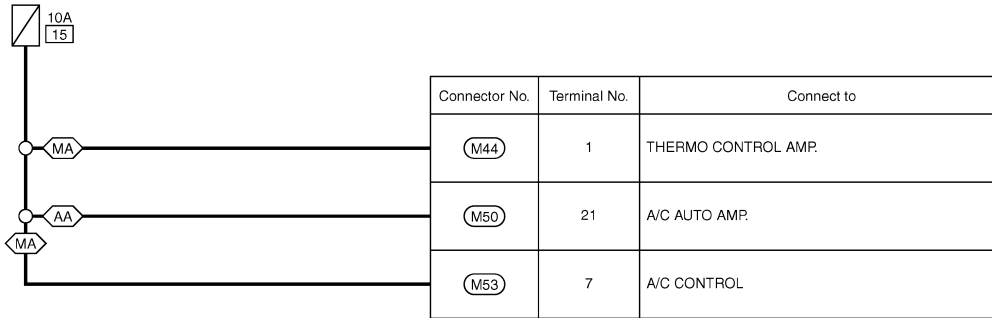 10A
15
Connector No. Terminal No. Connect to
MA M44 1 THERMO CONTROL AMP.
AA M50 21 A/C AUTO AMP.
MA
M53 7 A/C CONTROL